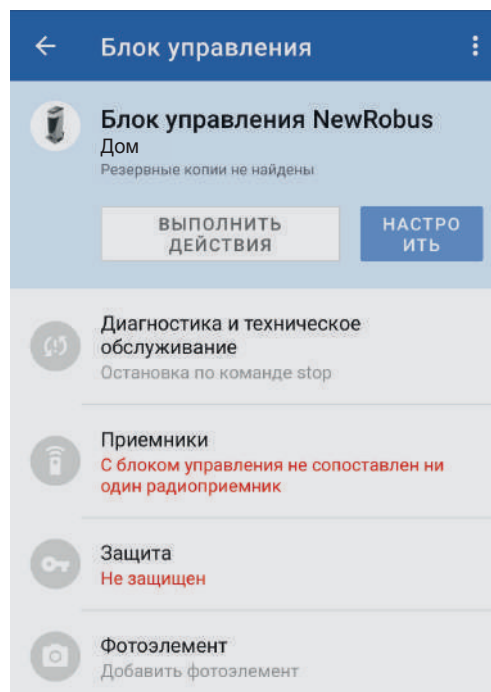 Блок управления
Блок управления NewRobus
Дом
Резервные копии не найдены
ВЫПОЛНИТЬ
ДЕЙСТВИЯ
НАСТРО
ИТЬ
Диагностика и техническое
обслуживание
Остановка по команде stop
Приемники
С блоком управления не сопоставлен ни
один радиоприемник
Защита
Не защищен
Фотоэлемент
Добавить фотоэлемент